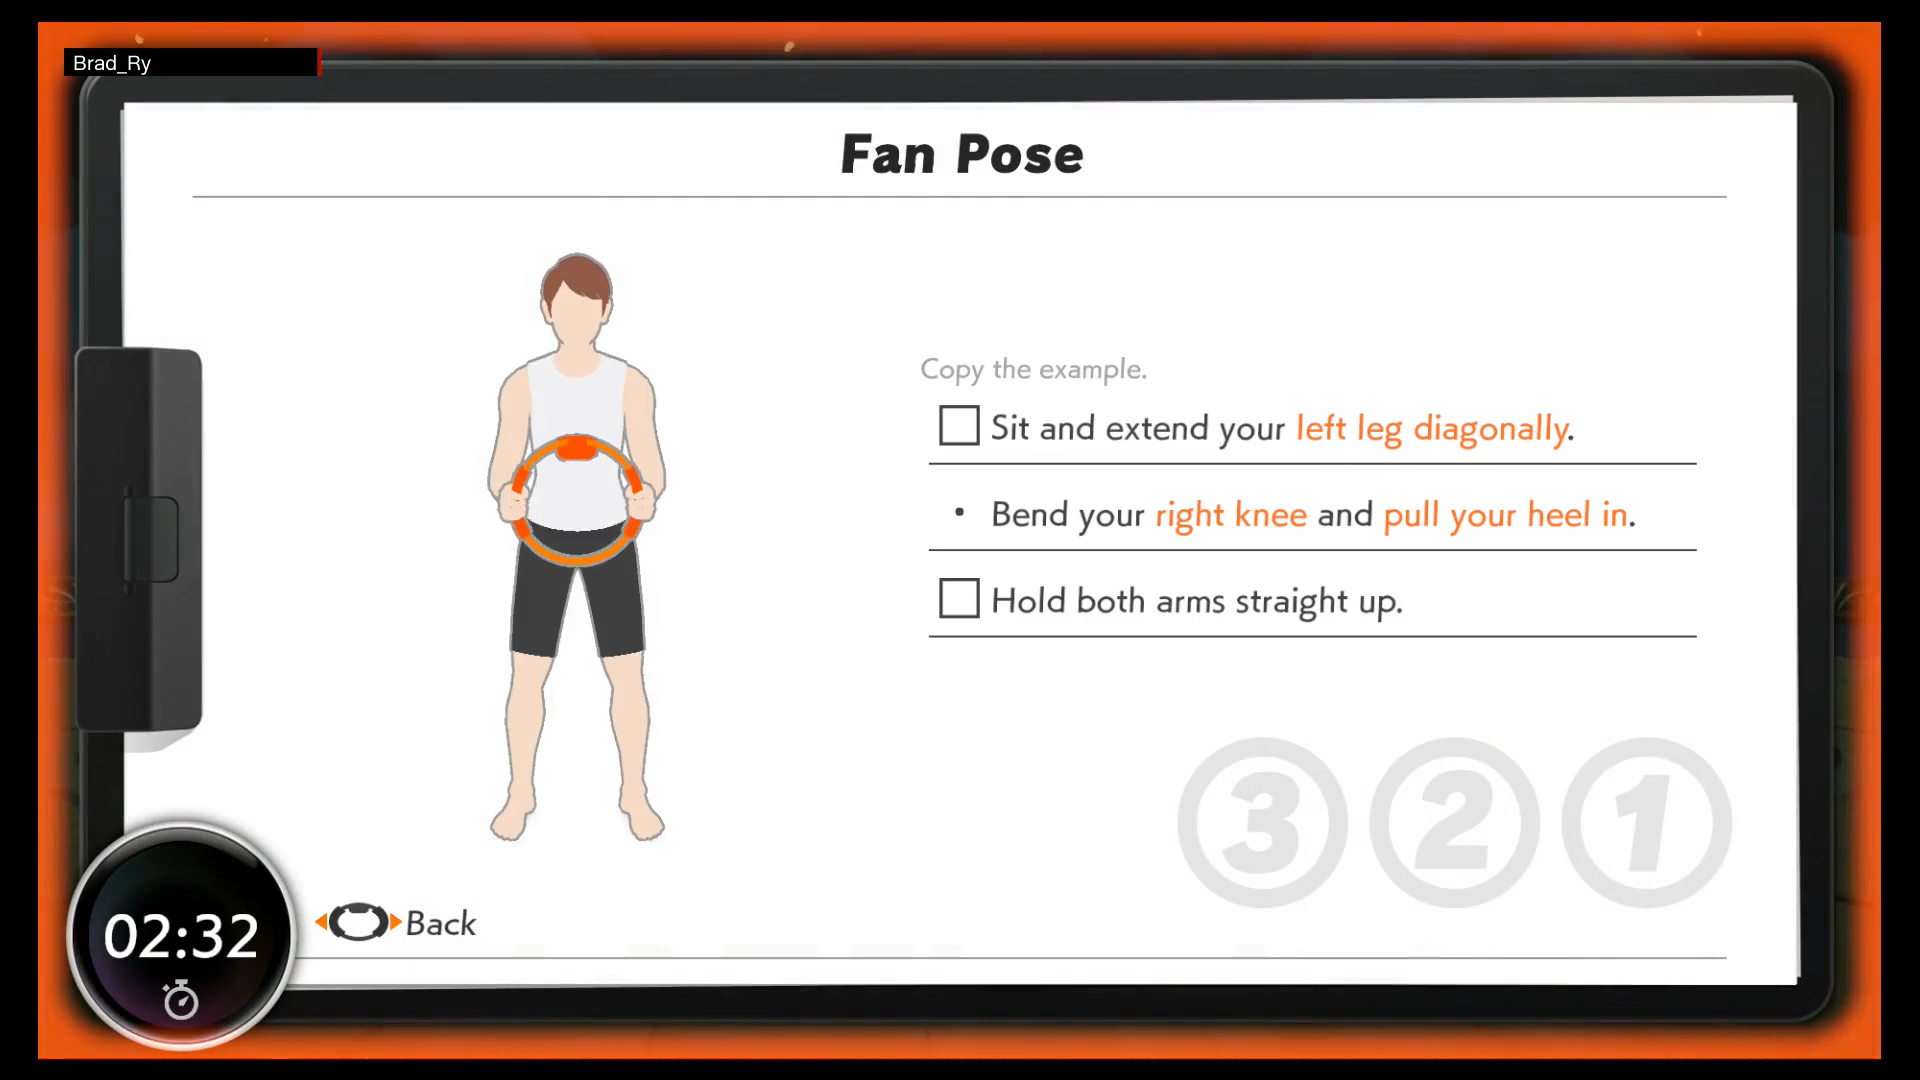 Brad_Ry
Fan Pose
Copy the example.
Sit and extend your left leg diagonally.
• Bend your right knee and pull your heel in.
Hold both arms straight up.
3 2 1
Back
02:32